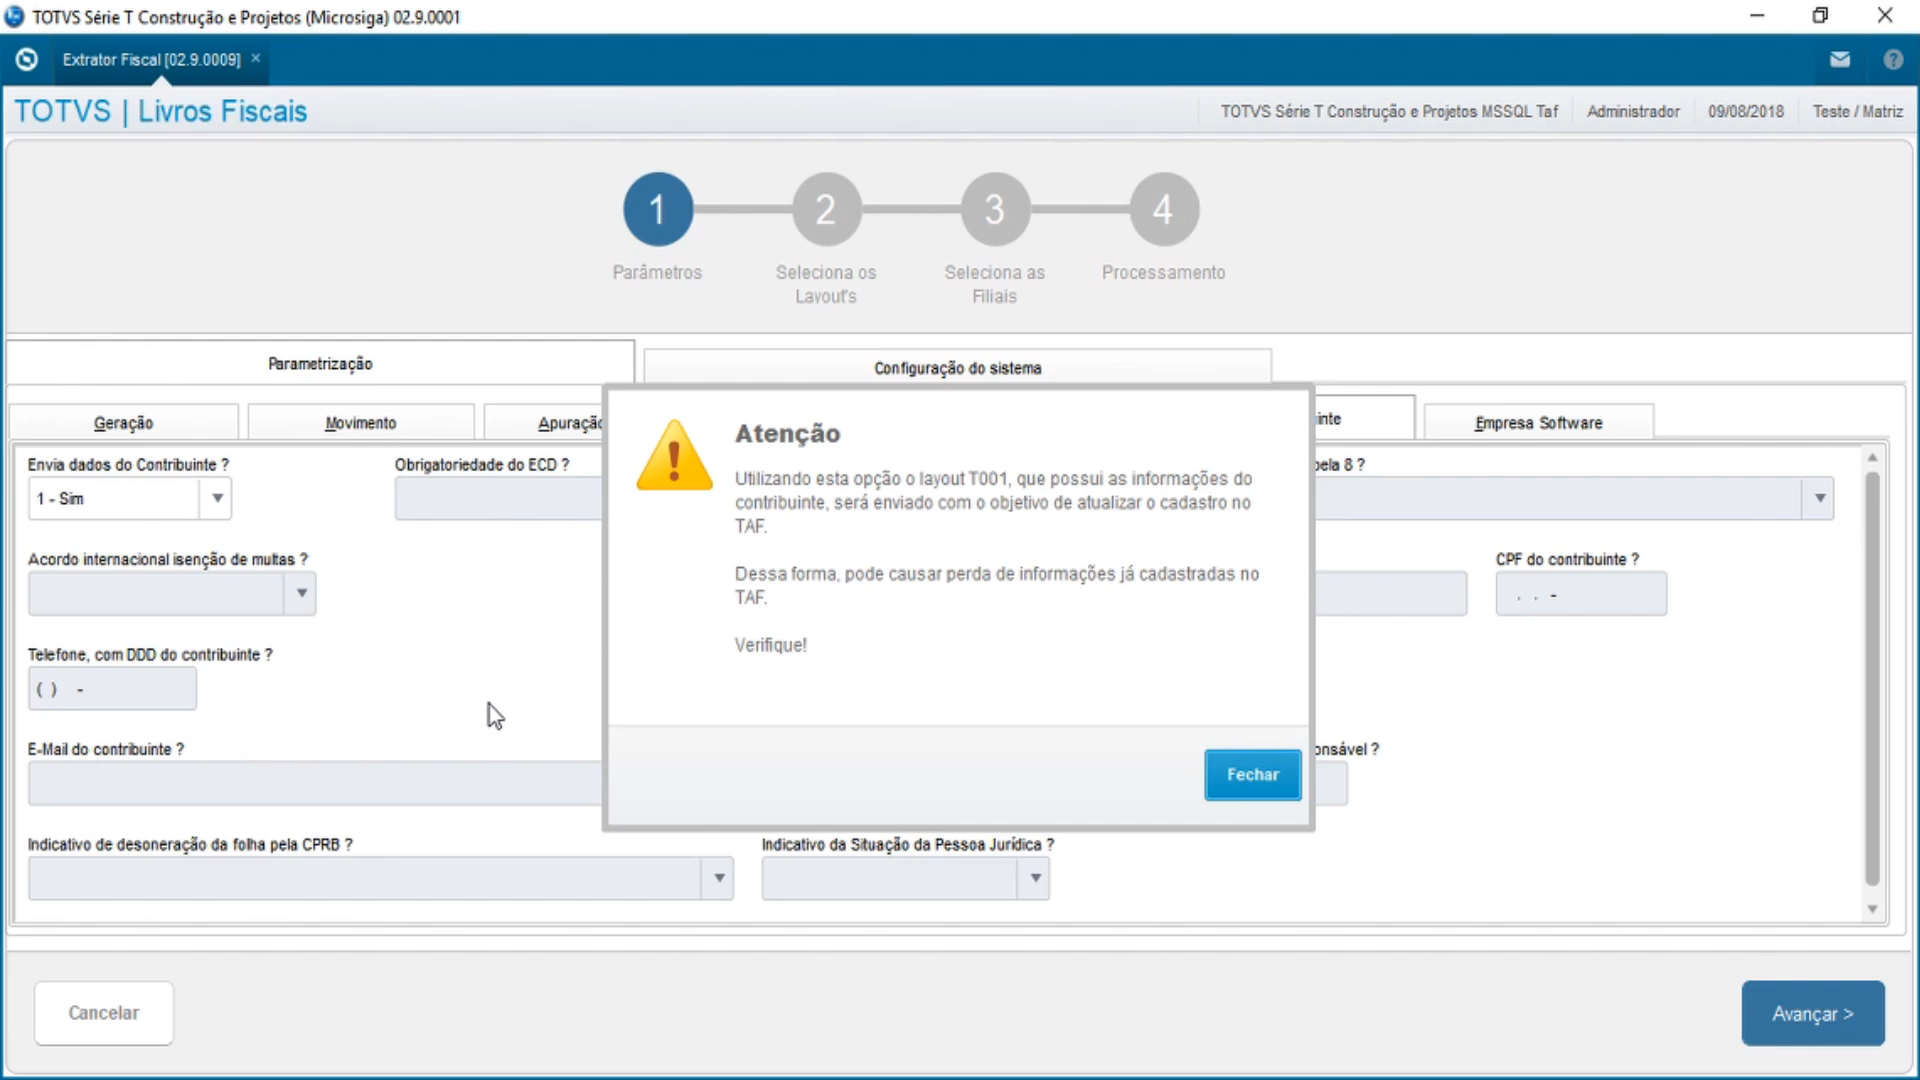 TOTVS Série T Construção e Projetos (Microsiga) 02.9.0001
Extrator Fiscal [02.9.0009] ×
TOTVS | Livros Fiscais
TOTVS Série T Construção e Projetos MSSQL Taf
Administrador
09/08/2018
Teste / Matriz
1
2
3
4
Parâmetros
Seleciona os
Layout's
Seleciona as
Filiais
Processamento
Parametrização
Configuração do sistema
Geração
Movimento
Apuração
inte
Empresa Software
Envia dados do Contribuinte ?
1 - Sim
Obrigatoriedade do ECD ?
bela 8 ?
Acordo internacional isenção de multas ?
CPF do contribuinte ?
. . -
Telefone, com DDD do contribuinte ?
( ) -
E-Mail do contribuinte ?
onsável ?
Indicativo de desoneração da folha pela CPRB ?
Indicativo da Situação da Pessoa Jurídica ?
Atenção
Utilizando esta opção o layout T001, que possui as informações do
contribuinte, será enviado com o objetivo de atualizar o cadastro no
TAF.
Dessa forma, pode causar perda de informações já cadastradas no
TAF.
Verifique!
Fechar
Cancelar
Avançar >